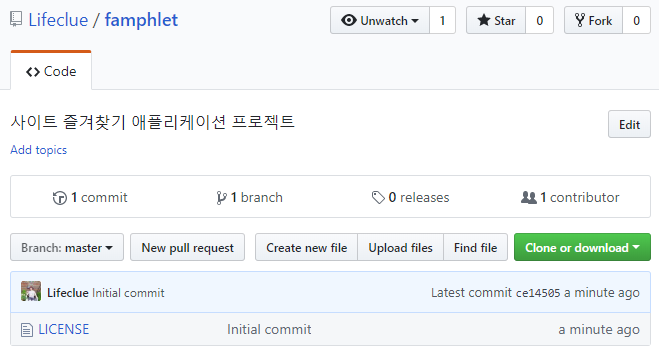 Lifeclue / famphlet Unwatch 1 Star 0 Fork 0
Code
사이트 즐겨찾기 애플리케이션 프로젝트 Edit
Add topics
1 commit 1 branch 0 releases 1 contributor
Branch: master New pull request Create new file Upload files Find file Clone or download
Lifeclue Initial commit Latest commit ce14505 a minute ago
LICENSE Initial commit a minute ago